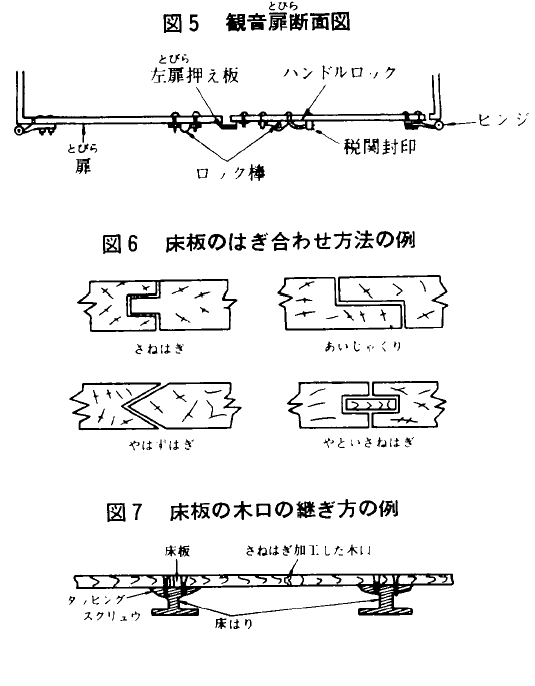 図5 観音扉断面図
とびら
とびら
左扉押え板
ハンドルロック
ヒンジ
とびら
扉
ロック棒
税関封印
図6 床板のはぎ合わせ方法の例
さねはぎ
あいじゃくり
やはずはぎ
やといさねはぎ
図7 床板の木口の継ぎ方の例
床板
さねはぎ加工した木口
タッピング
スクリュウ
床はり